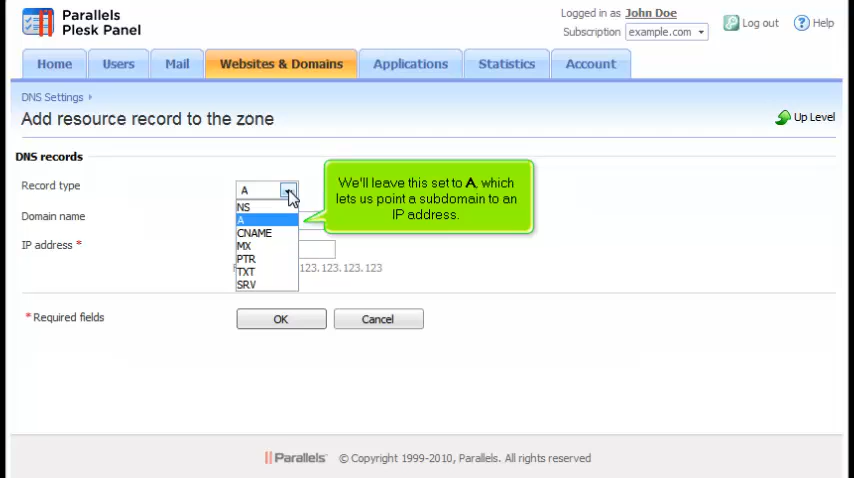 Parallels
Plesk Panel
Logged in as John Doe
Subscription example.com
Log out
Help
Home
Users
Mail
Websites & Domains
Applications
Statistics
Account
DNS Settings
Add resource record to the zone
Up Level
DNS records
Record type
A
NS
A
CNAME
MX
PTR
TXT
SRV
We'll leave this set to A, which
lets us point a subdomain to an
IP address.
Domain name
IP address *
123.123.123.123
* Required fields
OK
Cancel
Parallels © Copyright 1999-2010, Parallels. All rights reserved